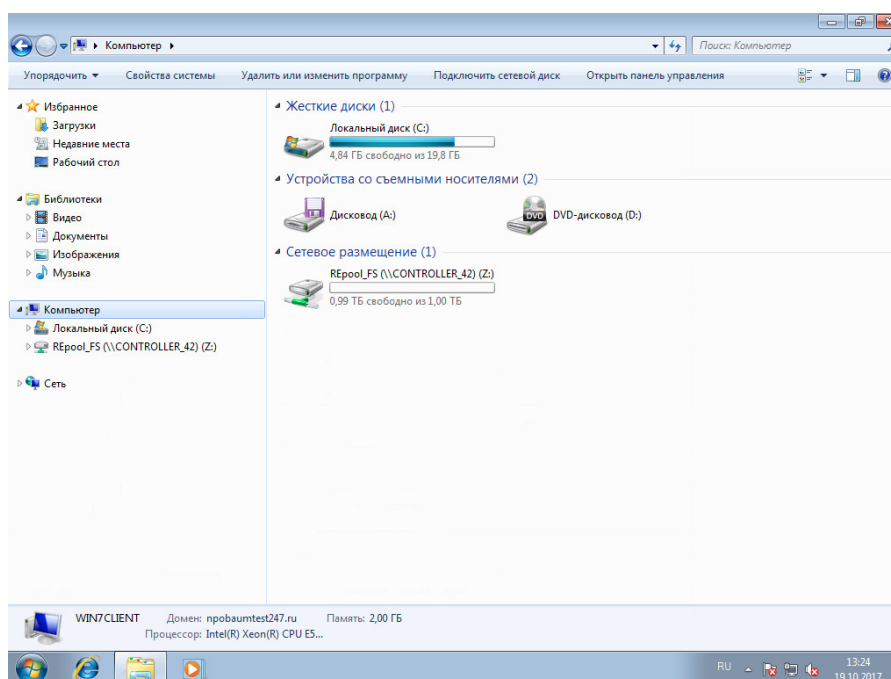 Компьютер
Поиск: Компьютер
Упорядочить Свойства системы Удалить или изменить программу Подключить сетевой диск Открыть панель управления
Избранное
Загрузки
Недавние места
Рабочий стол
Библиотеки
Видео
Документы
Изображения
Музыка
Компьютер
Локальный диск (C:)
REpool_FS (\\CONTROLLER_42) (Z:)
Сеть
Жесткие диски (1)
Локальный диск (C:)
4,84 ГБ свободно из 19,8 ГБ
Устройства со съемными носителями (2)
Дисковод (A:)
DVD
DVD-дисковод (D:)
Сетевое размещение (1)
REpool_FS (\\CONTROLLER_42) (Z:)
0,99 ТБ свободно из 1,00 ТБ
WIN7CLIENT Домен: npobaumtest247.ru Память: 2,00 ГБ
Процессор: Intel(R) Xeon(R) CPU E5...
RU
13:24
19.10.2017